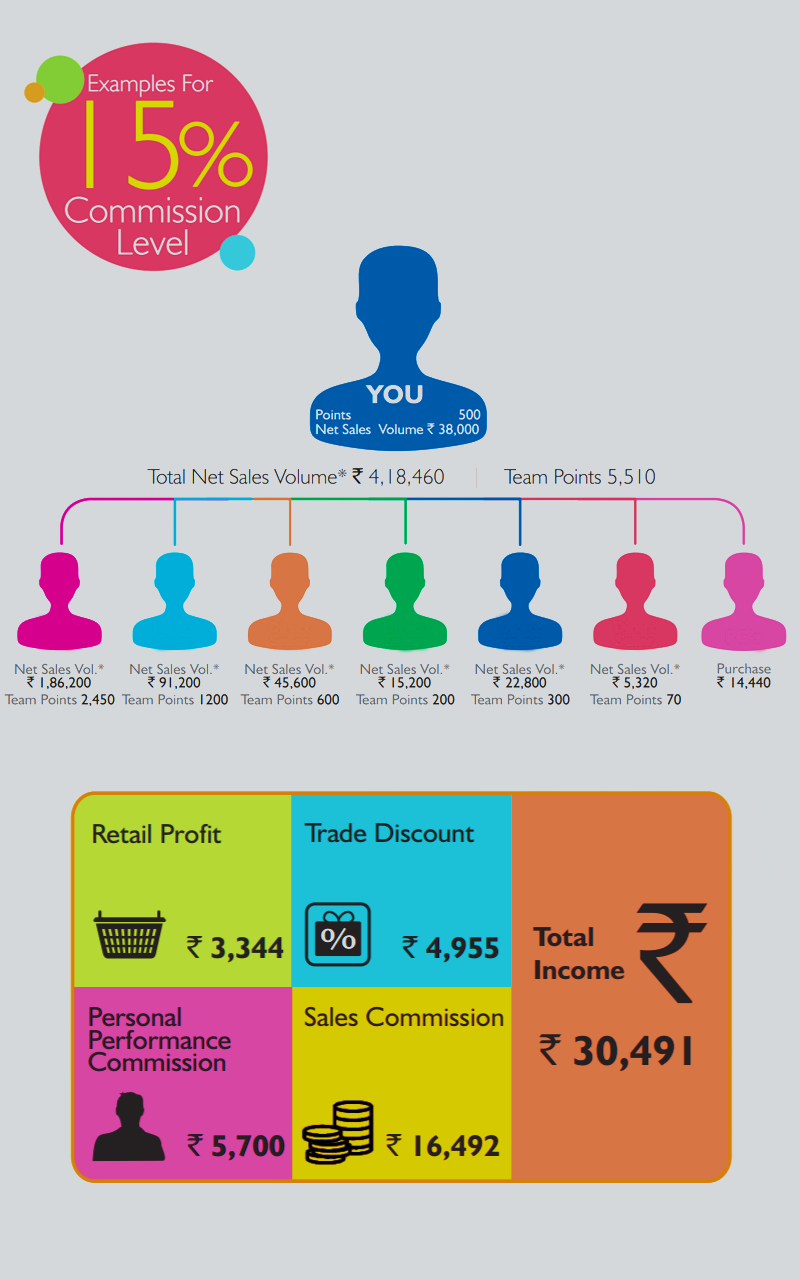 Examples For
15%
Commission
Level
YOU
Points 500
Net Sales Volume ₹ 38,000
Total Net Sales Volume* ₹ 4,18,460 Team Points 5,510
Net Sales Vol.* Net Sales Vol.* Net Sales Vol.* Net Sales Vol.* Net Sales Vol.* Net Sales Vol.* Purchase
₹ 1,86,200 ₹ 91,200 ₹ 45,600 ₹ 15,200 ₹ 22,800 ₹ 5,320 ₹ 14,440
Team Points 2,450 Team Points 1200 Team Points 600 Team Points 200 Team Points 300 Team Points 70
Retail Profit
₹ 3,344
Trade Discount
%
₹ 4,955
Personal
Performance
Commission
₹ 5,700
Sales Commission
₹ 16,492
Total
Income
₹
₹ 30,491